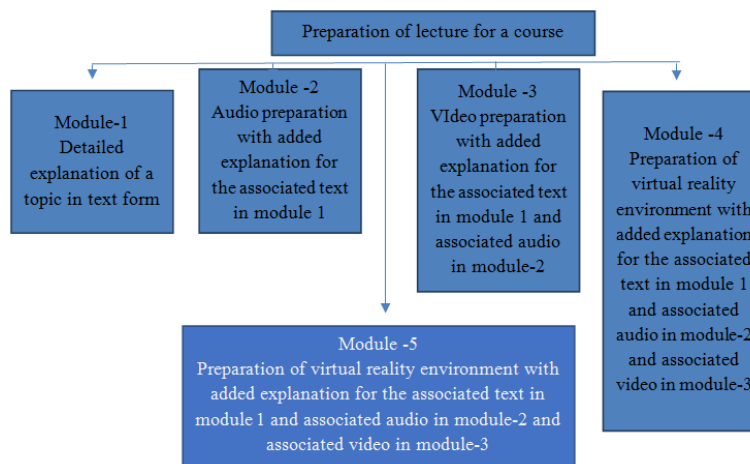 Preparation of lecture for a course
Module-1
Detailed
explanation of a
topic in text form
Module -2
Audio preparation
with added
explanation for
the associated text
in module 1
Module -3
VIdeo preparation
with added
explanation for
the associated text
in module 1 and
associated audio
in module-2
Module -4
Preparation of
virtual reality
environment with
added explanation
for the associated
text in module 1
and associated
audio in module-2
and associated
video in module-3
Module -5
Preparation of virtual reality environment with
added explanation for the associated text in
module 1 and associated audio in module-2 and
associated video in module-3